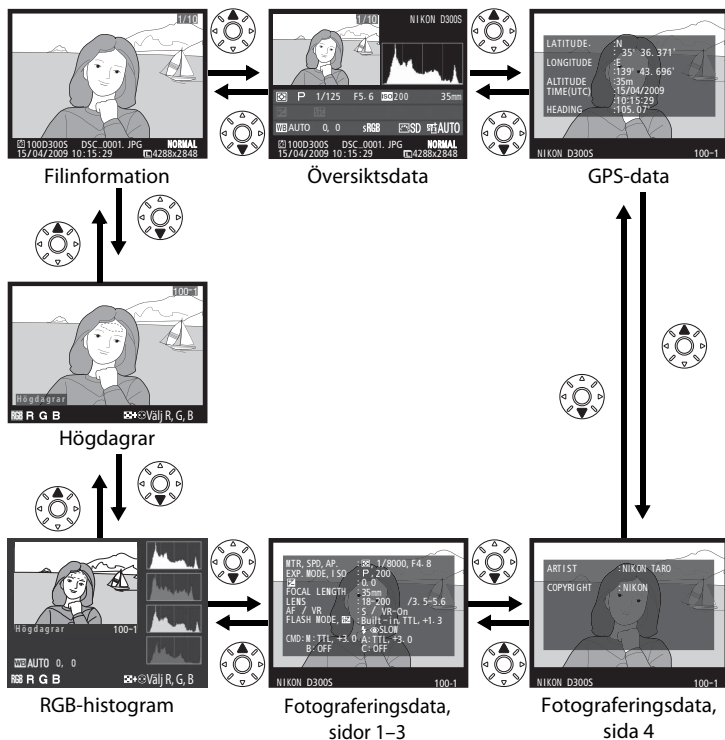 1/10
100D300S DSC_0001. JPG NORMAL
15/04/2009 10:15:29 4288x2848
Filinformation
1/10 NIKON D300S
P 1/125 F5. 6 ISO 200 35mm
WB AUTO 0, 0 sRGB SD AUTO
100D300S DSC_0001. JPG NORMAL
15/04/2009 10:15:29 4288x2848
Översiktsdata
LATITUDE. :N
: 35° 36. 371'
LONGITUDE :E
:139° 43. 696'
ALTITUDE :35m
TIME(UTC) :15/04/2009
:10:15:29
HEADING :105. 07°
NIKON D300S 100-1
GPS-data
100-1
Högdagrar
RGB R G B Välj R, G, B
Högdagrar
Högdagrar 100-1
WB AUTO 0, 0
RGB R G B Välj R, G, B
RGB-histogram
MTR, SPD, AP. : , 1/8000, F4. 8
EXP. MODE, ISO : P , 200
: 0. 0
FOCAL LENGTH : 35mm
LENS : 18-200 /3. 5-5.6
AF / VR : S / VR-On
FLASH MODE, : Built-in, TTL, +1. 3
: SLOW
CMD: M: TTL, +3. 0 A: TTL, +3. 0
B: OFF C: OFF
NIKON D300S 100-1
Fotograferingsdata,
sidor 1–3
ARTIST : NIKON TARO
COPYRIGHT : NIKON
NIKON D300S 100-1
Fotograferingsdata,
sida 4